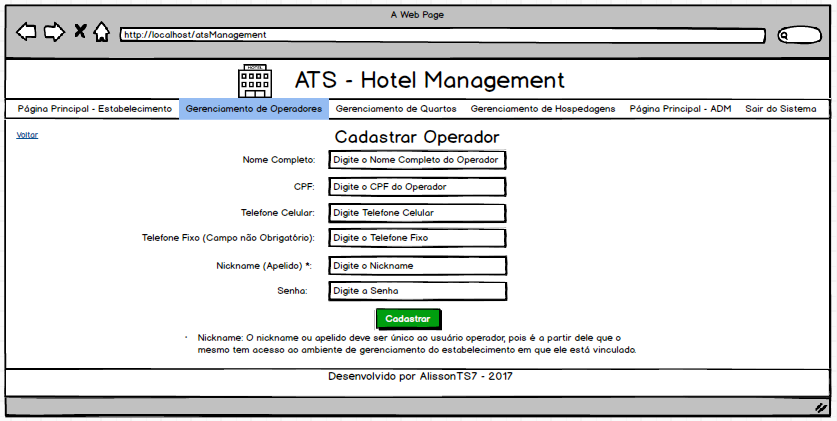 A Web Page
http://localhost/atsManagement
HOTEL
ATS - Hotel Management
Página Principal - Estabelecimento Gerenciamento de Operadores Gerenciamento de Quartos Gerenciamento de Hospedagens Página Principal - ADM Sair do Sistema
Voltar
Cadastrar Operador
Nome Completo: Digite o Nome Completo do Operador
CPF: Digite o CPF do Operador
Telefone Celular: Digite Telefone Celular
Telefone Fixo (Campo não Obrigatório): Digite o Telefone Fixo
Nickname (Apelido) *: Digite o Nickname
Senha: Digite a Senha
Cadastrar
· Nickname: O nickname ou apelido deve ser único ao usuário operador, pois é a partir dele que o
mesmo tem acesso ao ambiente de gerenciamento do estabelecimento em que ele está vinculado.
Desenvolvido por AlissonTS7 - 2017